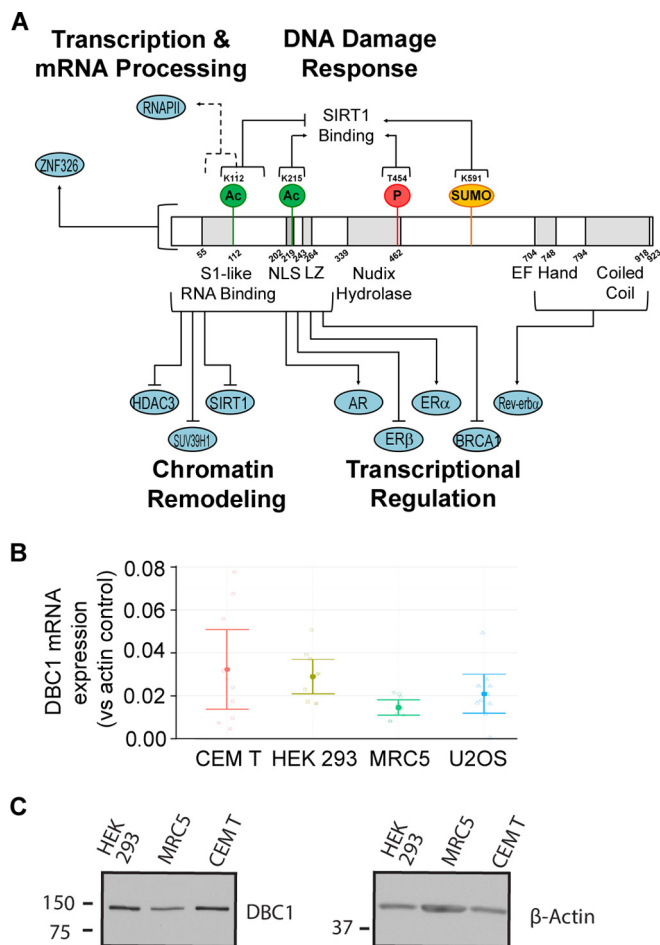 A
Transcription &
mRNA Processing
DNA Damage
Response
RNAPII
SIRT1
Binding
ZNF326
K112
K215
T454
K591
Ac
Ac
P
SUMO
55
112
202
219
243
264
339
462
704
748
794
918
923
S1-like
RNA Binding
NLS
LZ
Nudix
Hydrolase
EF Hand
Coiled
Coil
HDAC3
SIRT1
AR
ERα
Rev-erbα
SUV39H1
ERβ
BRCA1
Chromatin
Remodeling
Transcriptional
Regulation
B
DBC1 mRNA
expression
(vs actin control)
0.08
0.06
0.04
0.02
0.00
CEM T
HEK 293
MRC5
U2OS
C
HEK
293
MRC5
CEM T
150
75
DBC1
HEK
293
MRC5
CEM T
37
β-Actin